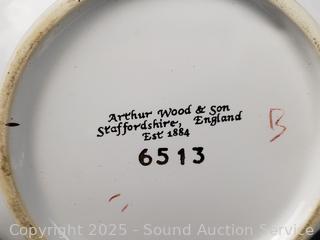 Arthur Wood & Son
Staffordshire, England
Est 1884
6513
B
Copyright 2025 - Sound Auction Service